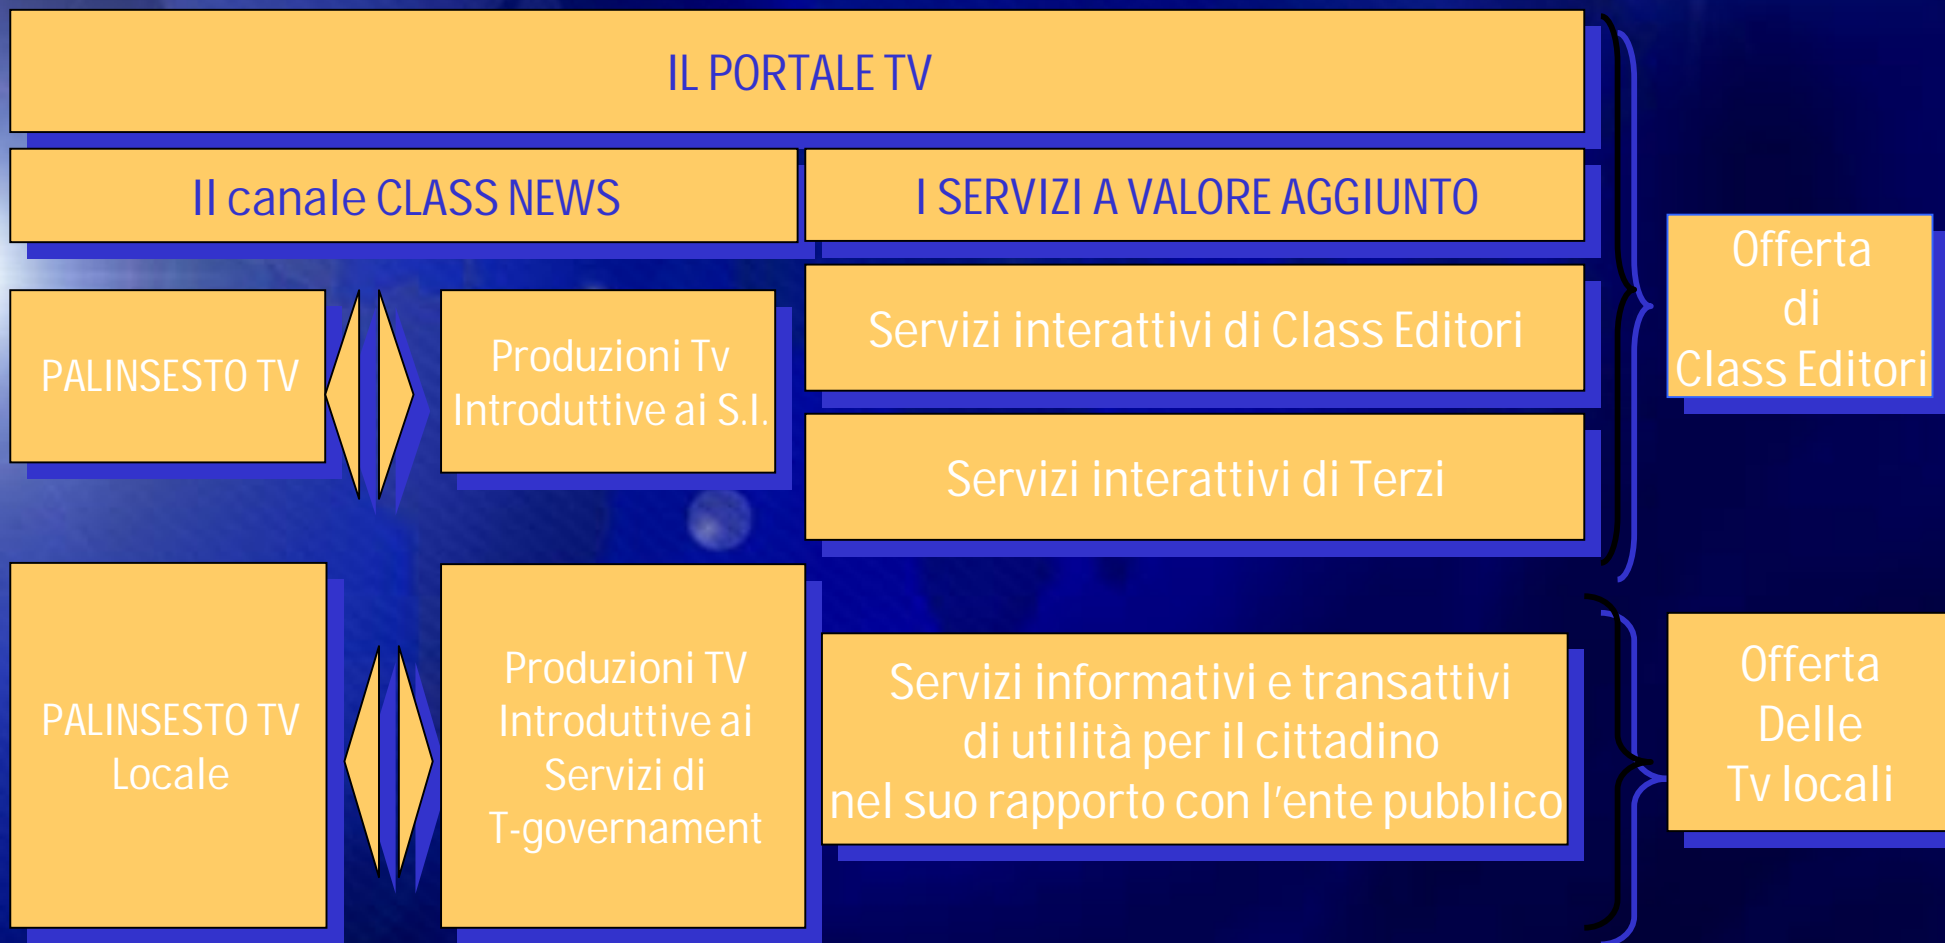 IL PORTALE TV
Il canale CLASS NEWS
I SERVIZI A VALORE AGGIUNTO
PALINSESTO TV
Produzioni Tv
Introduttive ai S.I.
Servizi interattivi di Class Editori
Servizi interattivi di Terzi
Offerta
di
Class Editori
PALINSESTO TV
Locale
Produzioni TV
Introduttive ai
Servizi di
T-governament
Servizi informativi e transattivi
di utilità per il cittadino
nel suo rapporto con l'ente pubblico
Offerta
Delle
Tv locali